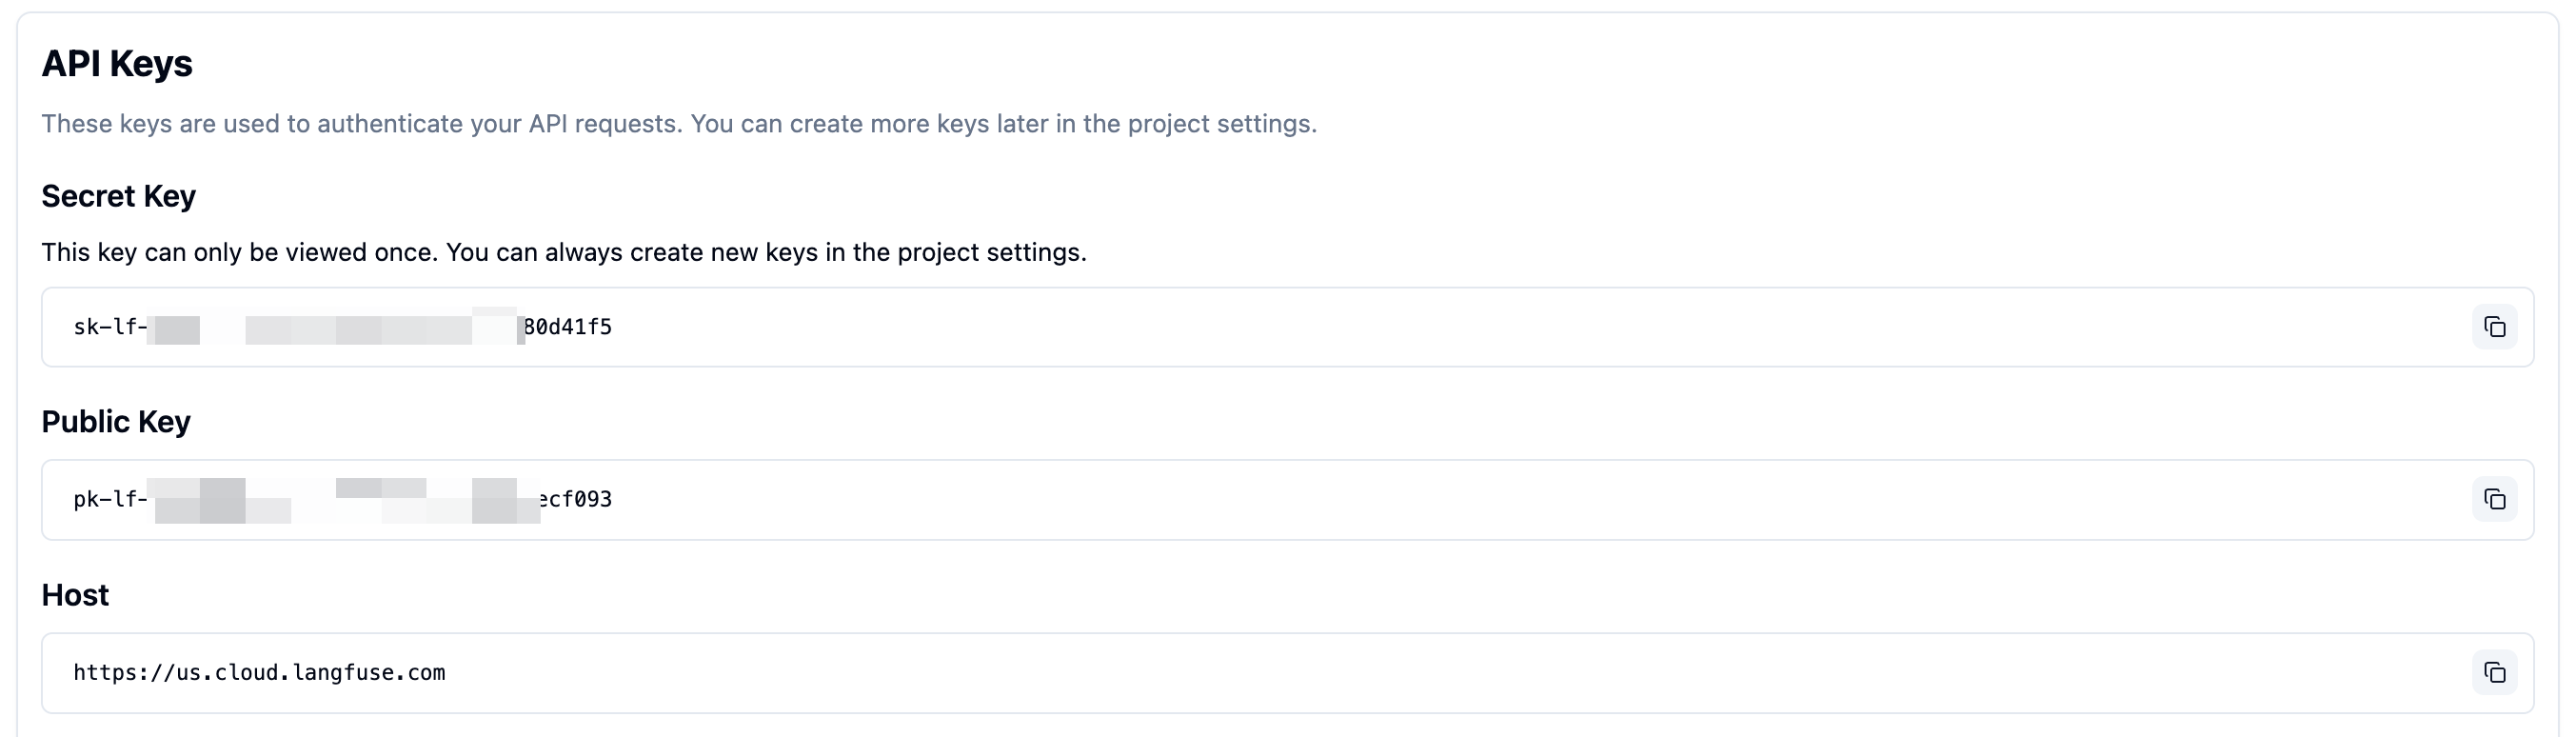 API Keys
These keys are used to authenticate your API requests. You can create more keys later in the project settings.
Secret Key
This key can only be viewed once. You can always create new keys in the project settings.
sk-lf- 80d41f5
Public Key
pk-lf- ecf093
Host
https://us.cloud.langfuse.com